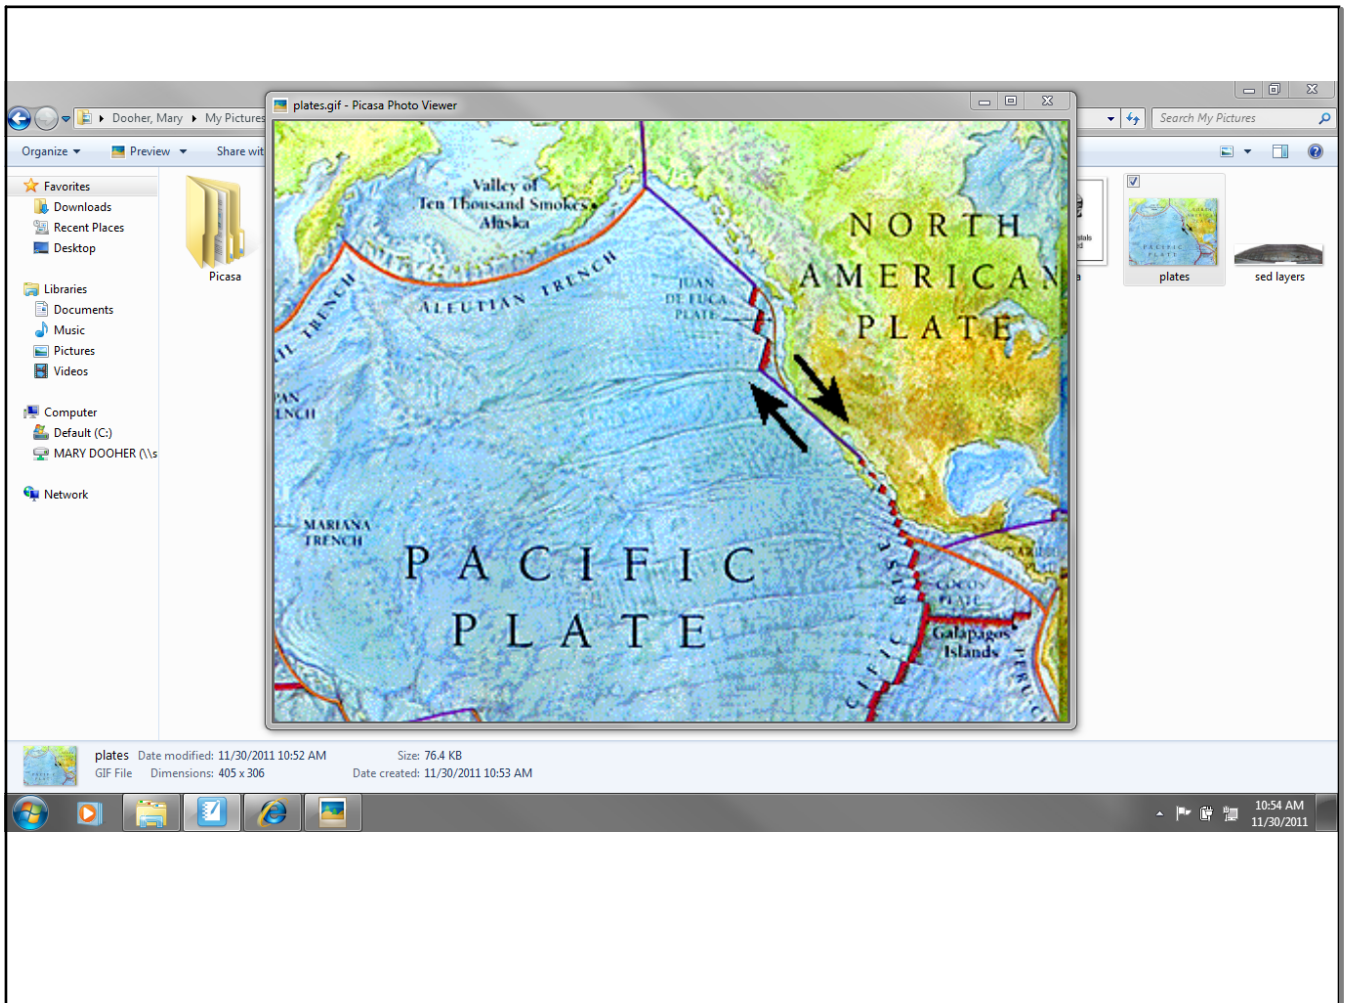 plates.gif - Picasa Photo Viewer
Dooher, Mary ▸ My Pictures
Search My Pictures
Organize
Preview
Share wit
Favorites
Downloads
Recent Places
Desktop
Libraries
Documents
Music
Pictures
Videos
Computer
Default (C:)
MARY DOOHER (\\s
Network
Picasa
Valley of
Ten Thousand Smokes
Alaska
ALEUTIAN TRENCH
TRENCH
JUAN
DE FUCA
PLATE
NORTH
AMERICAN
PLATE
MARIANA
TRENCH
PACIFIC
PLATE
RISE
COCOS
PLATE
Galapagos
Islands
plates
sed layers
plates Date modified: 11/30/2011 10:52 AM Size: 76.4 KB
GIF File Dimensions: 405 x 306 Date created: 11/30/2011 10:53 AM
10:54 AM
11/30/2011